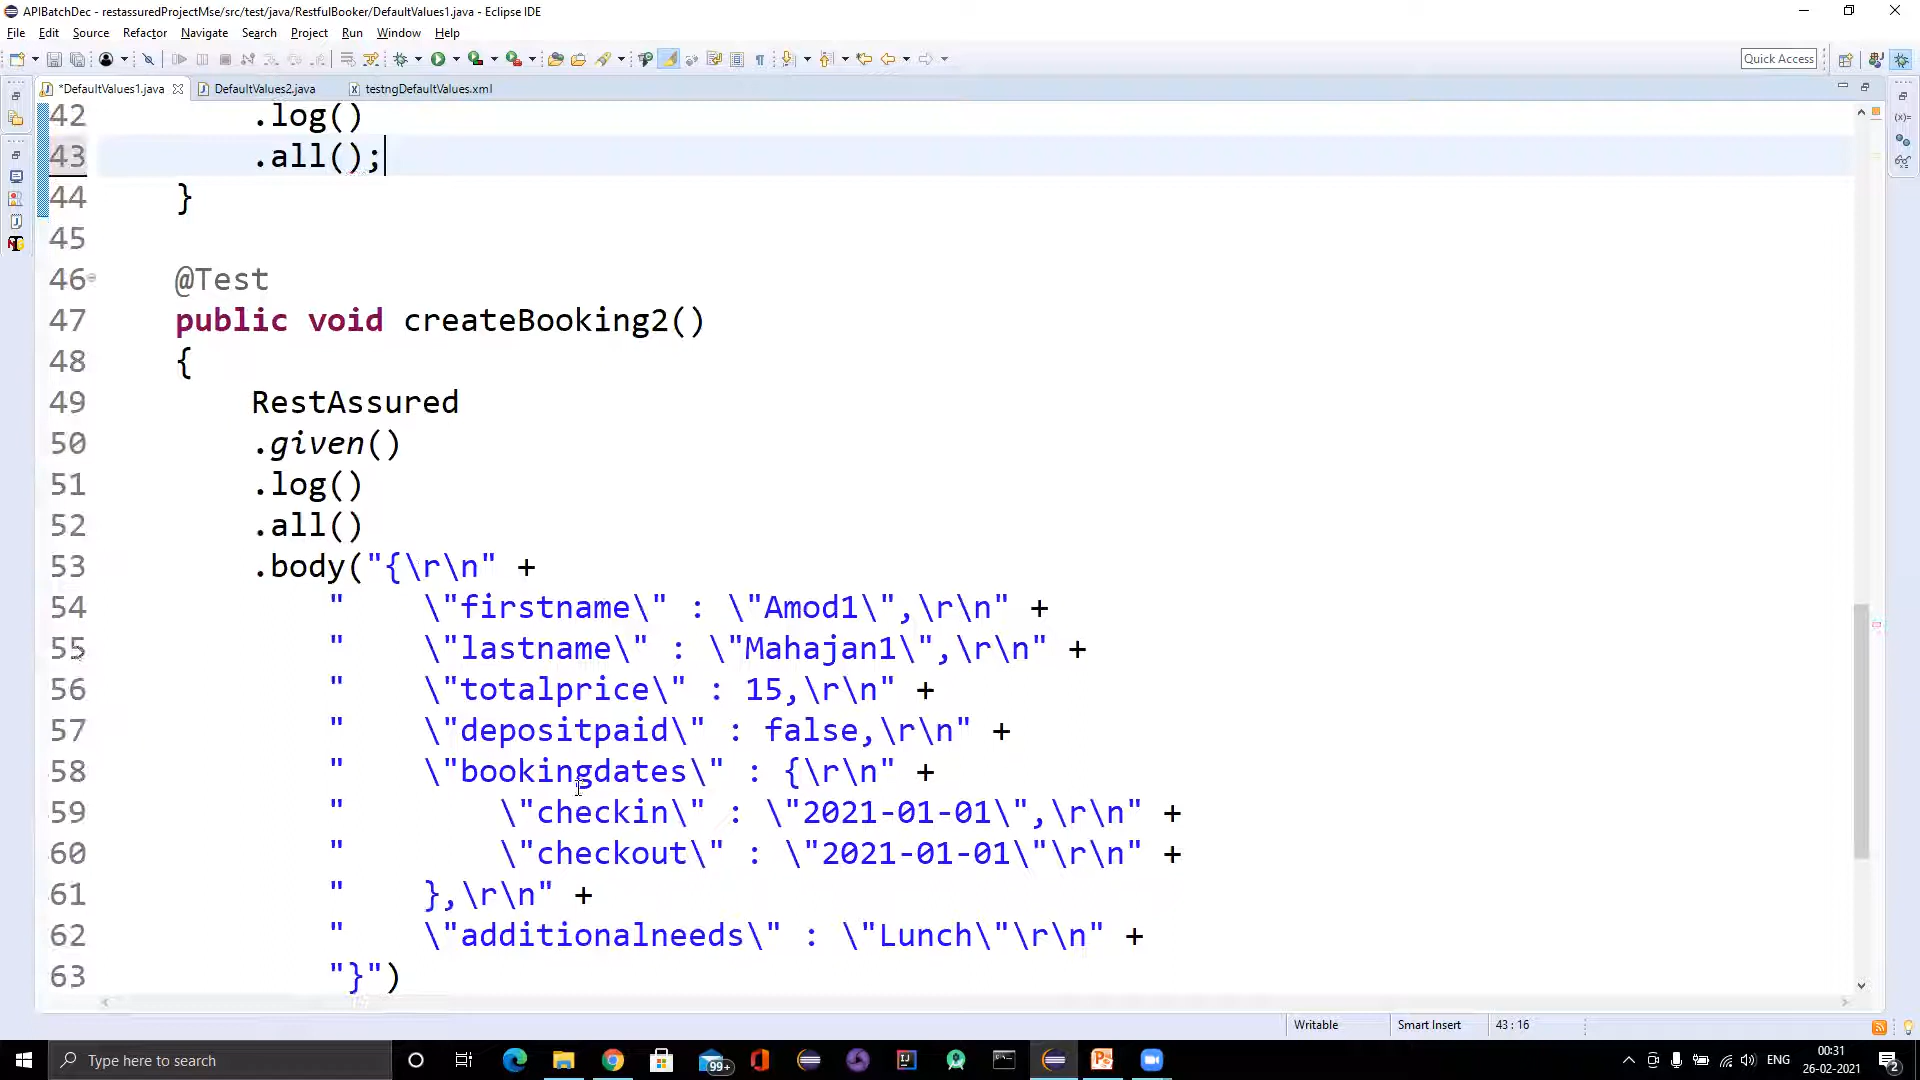 APIBatchDec - restassuredProjectMse/src/test/java/RestfulBooker/DefaultValues1.java - Eclipse IDE
File Edit Source Refactor Navigate Search Project Run Window Help
Quick Access
*DefaultValues1.java DefaultValues2.java testngDefaultValues.xml
42 .log()
43 .all();
44 }
45
46 @Test
47 public void createBooking2()
48 {
49 RestAssured
50 .given()
51 .log()
52 .all()
53 .body("{\r\n" +
54 " \"firstname\" : \"Amod1\",\r\n" +
55 " \"lastname\" : \"Mahajan1\",\r\n" +
56 " \"totalprice\" : 15,\r\n" +
57 " \"depositpaid\" : false,\r\n" +
58 " \"bookingdates\" : {\r\n" +
59 " \"checkin\" : \"2021-01-01\",\r\n" +
60 " \"checkout\" : \"2021-01-01\"\r\n" +
61 " },\r\n" +
62 " \"additionalneeds\" : \"Lunch\"\r\n" +
63 "}")
Writable Smart Insert 43 : 16
Type here to search 99+ ENG 00:31
26-02-2021 2